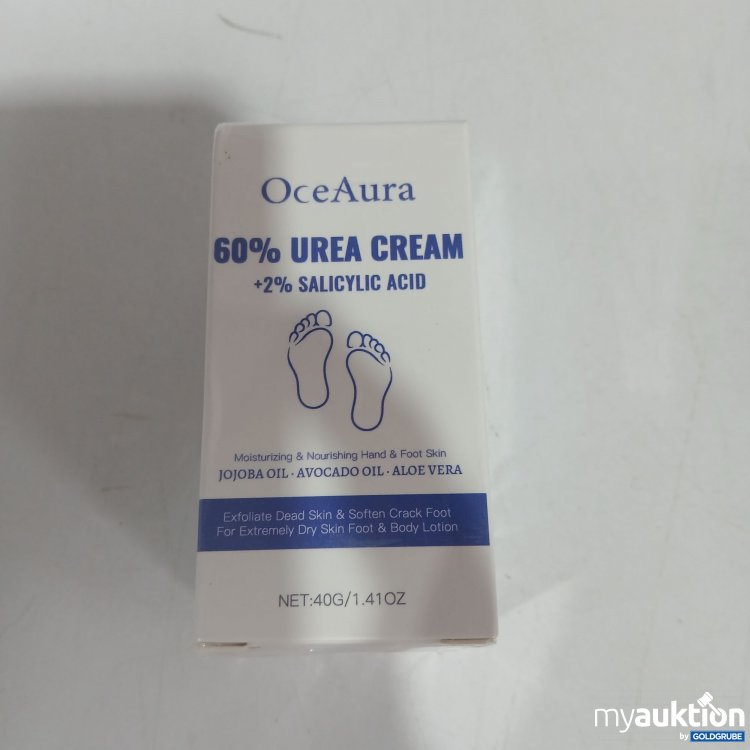 OceAura
60% UREA CREAM
+2% SALICYLIC ACID
Moisturizing & Nourishing Hand & Foot Skin
JOJOBA OIL · AVOCADO OIL · ALOE VERA
Exfoliate Dead Skin & Soften Crack Foot
For Extremely Dry Skin Foot & Body Lotion
NET:40G/1.41OZ
myauktion
by GOLDGRUBE